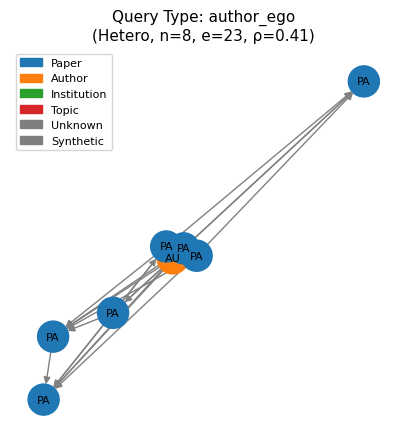 Query Type: author_ego
(Hetero, n=8, e=23, ρ=0.41)
Paper
Author
Institution
Topic
Unknown
Synthetic
PA
PA
PA
PA
AU
PA
PA
PA